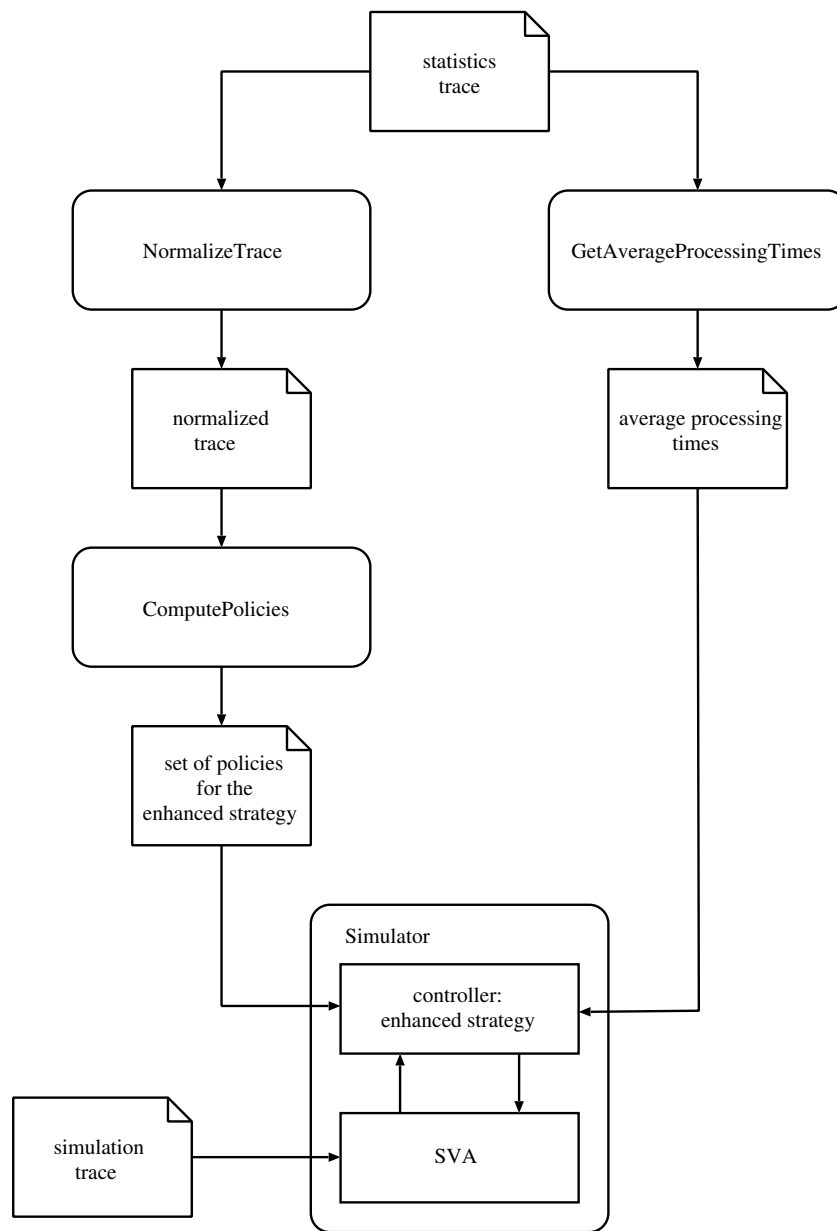 statistics
trace
NormalizeTrace
GetAverageProcessingTimes
normalized
trace
average processing
times
ComputePolicies
set of policies
for the
enhanced strategy
Simulator
controller:
enhanced strategy
simulation
trace
SVA